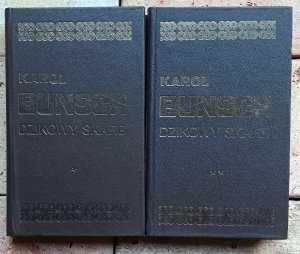 KAROL
BUNSCH
DZIKOWY SKARB
*
KAROL
BUNSCH
DZIKOWY SKARB
**